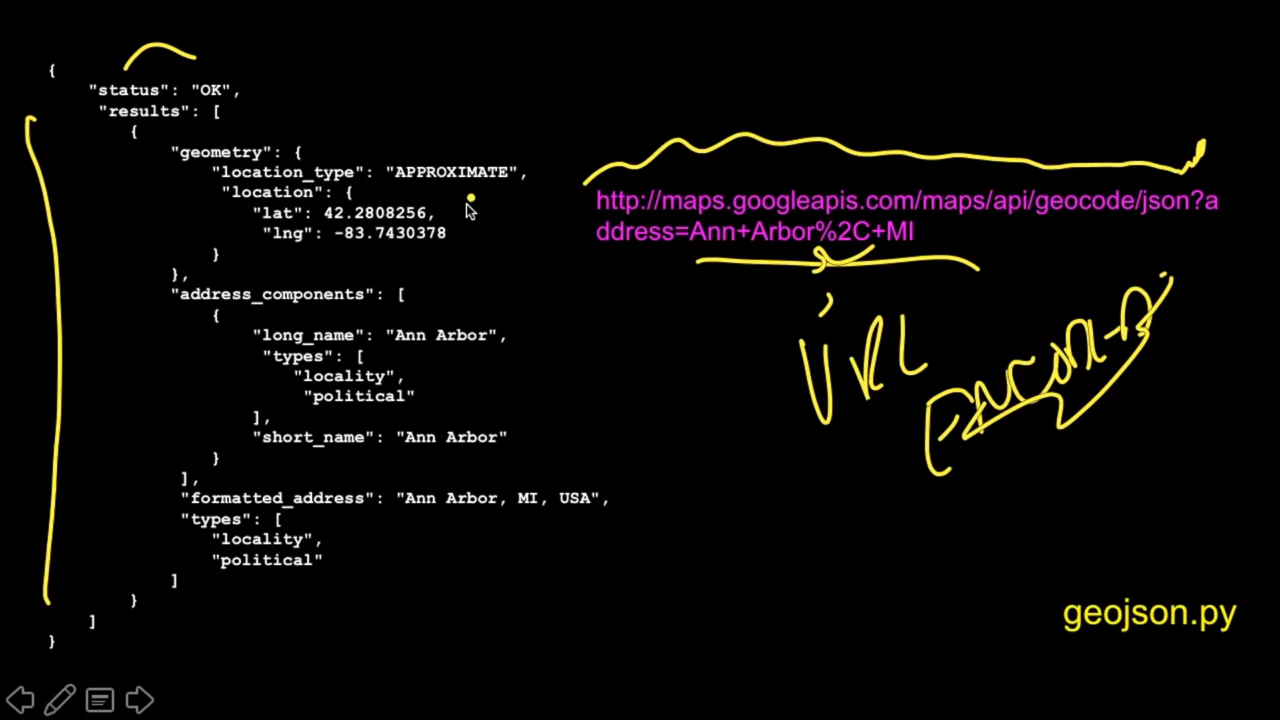 {
"status": "OK",
"results": [
{
"geometry": {
"location_type": "APPROXIMATE",
"location": {
"lat": 42.2808256,
"lng": -83.7430378
}
},
"address_components": [
{
"long_name": "Ann Arbor",
"types": [
"locality",
"political"
],
"short_name": "Ann Arbor"
}
],
"formatted_address": "Ann Arbor, MI, USA",
"types": [
"locality",
"political"
]
}
]
}
http://maps.googleapis.com/maps/api/geocode/json?a
ddress=Ann+Arbor%2C+MI
URL
geojson.py